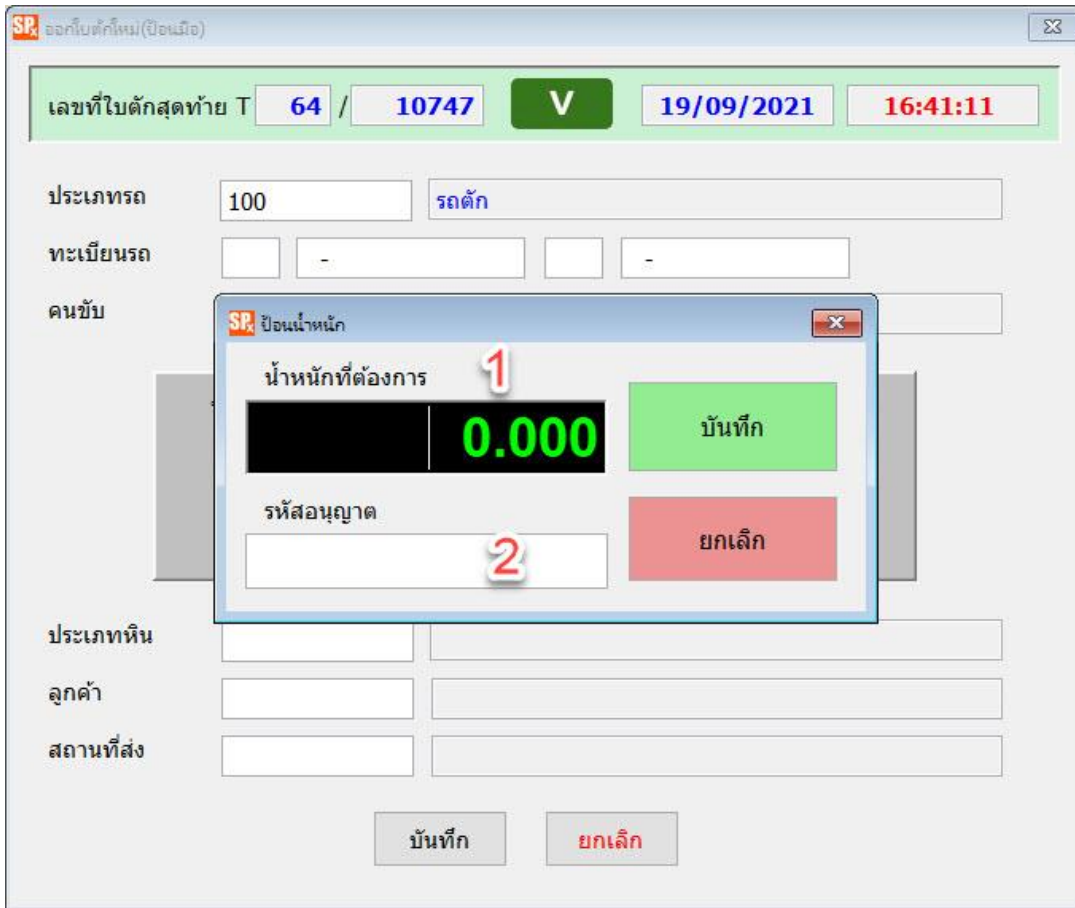 SPx ออกใบตักใหม่(ป้อนมือ)
เลขที่ใบตักสุดท้าย T 64 / 10747 V 19/09/2021 16:41:11
ประเภทรถ 100 รถตัก
ทะเบียนรถ - -
คนขับ
SPx ป้อนน้ำหนัก
น้ำหนักที่ต้องการ 1
0.000 บันทึก
รหัสอนุญาต
2 ยกเลิก
ประเภทหิน
ลูกค้า
สถานที่ส่ง
บันทึก ยกเลิก